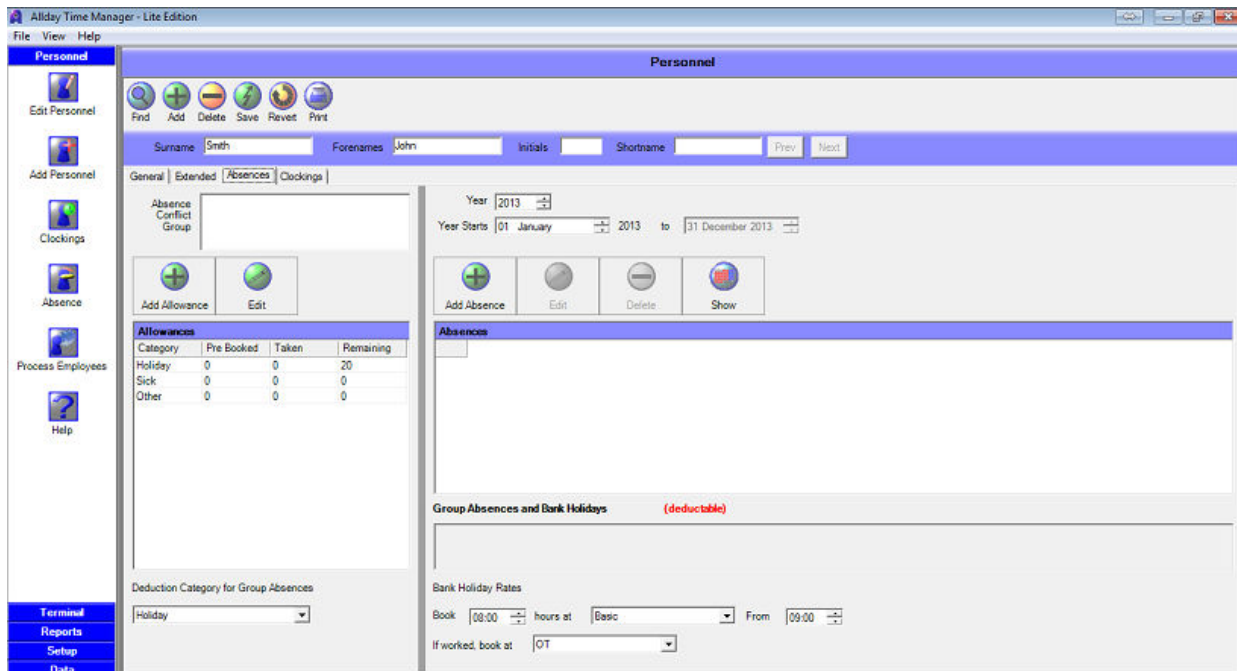 Allday Time Manager - Lite Edition
File View Help
Personnel
Edit Personnel
Add Personnel
Clockings
Absence
Process Employees
Help
Terminal
Reports
Setup
Data
Personnel
Find Add Delete Save Revert Print
Surname Smith Forenames John Initials Shortname Prev Next
General Extended Absences Clockings
Absence
Conflict
Group
Add Allowance Edit
Allowances
Category Pre Booked Taken Remaining
Holiday 0 0 20
Sick 0 0 0
Other 0 0 0
Deduction Category for Group Absences
Holiday
Year 2013
Year Starts 01 January 2013 to 31 December 2013
Add Absence Edit Delete Show
Absences
Group Absences and Bank Holidays (deductable)
Bank Holiday Rates
Book 08:00 hours at Basic From 09:00
If worked, book at OT